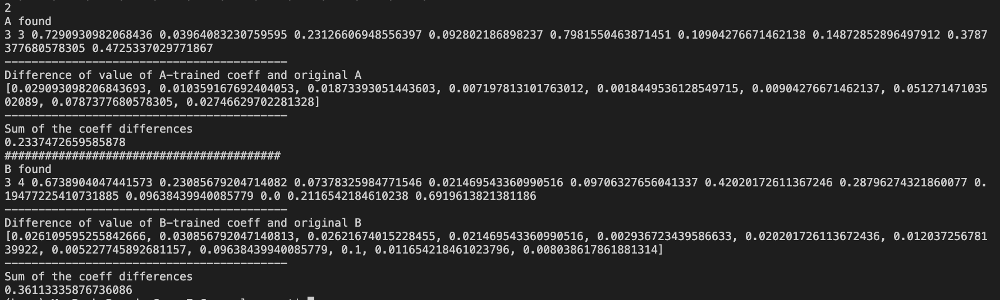 2
A found
3 3 0.7290930982068436 0.03964083230759595 0.23126606948556397 0.092802186898237 0.7981550463871451 0.10904276671462138 0.14872852896497912 0.3787
377680578305 0.4725337029771867
------------------------------------------
Difference of value of A-trained coeff and original A
[0.029093098206843693, 0.010359167692404053, 0.01873393051443603, 0.007197813101763012, 0.0018449536128549715, 0.00904276671462137, 0.051271471035
02089, 0.0787377680578305, 0.02746629702281328]
------------------------------------------
Sum of the coeff differences
0.2337472659585878
#########################################
B found
3 4 0.6738904047441573 0.23085679204714082 0.07378325984771546 0.021469543360990516 0.09706327656041337 0.42020172611367246 0.28796274321860077 0.
19477225410731885 0.09638439940085779 0.0 0.2116542184610238 0.6919613821381186
------------------------------------------
Difference of value of B-trained coeff and original B
[0.026109595255842666, 0.030856792047140813, 0.02621674015228455, 0.021469543360990516, 0.002936723439586633, 0.020201726113672436, 0.012037256781
39922, 0.005227745892681157, 0.09638439940085779, 0.1, 0.011654218461023796, 0.008038617861881314]
------------------------------------------
Sum of the coeff differences
0.36113335876736086